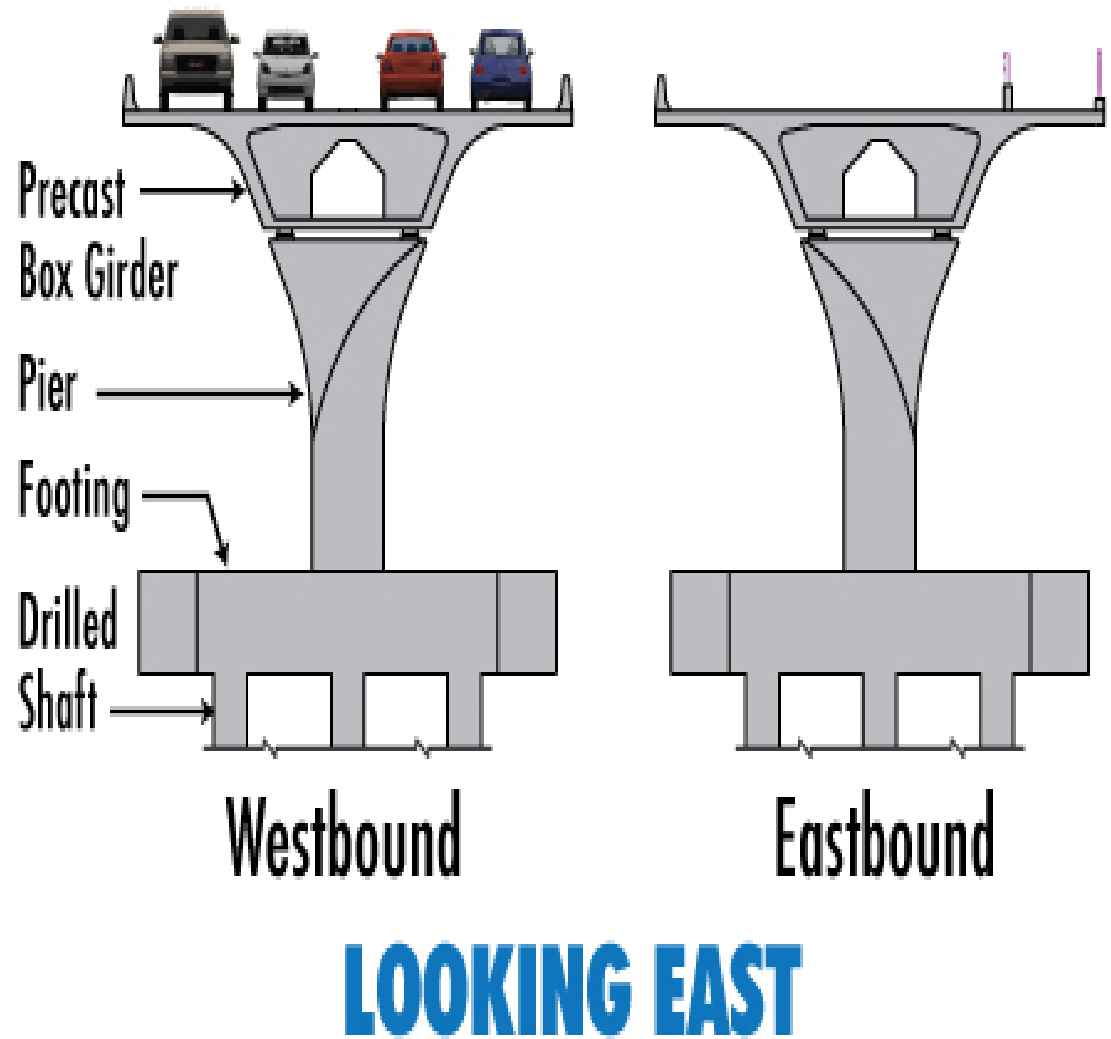 Precast
Box Girder
Pier
Footing
Drilled
Shaft
Westbound
Eastbound
LOOKING EAST